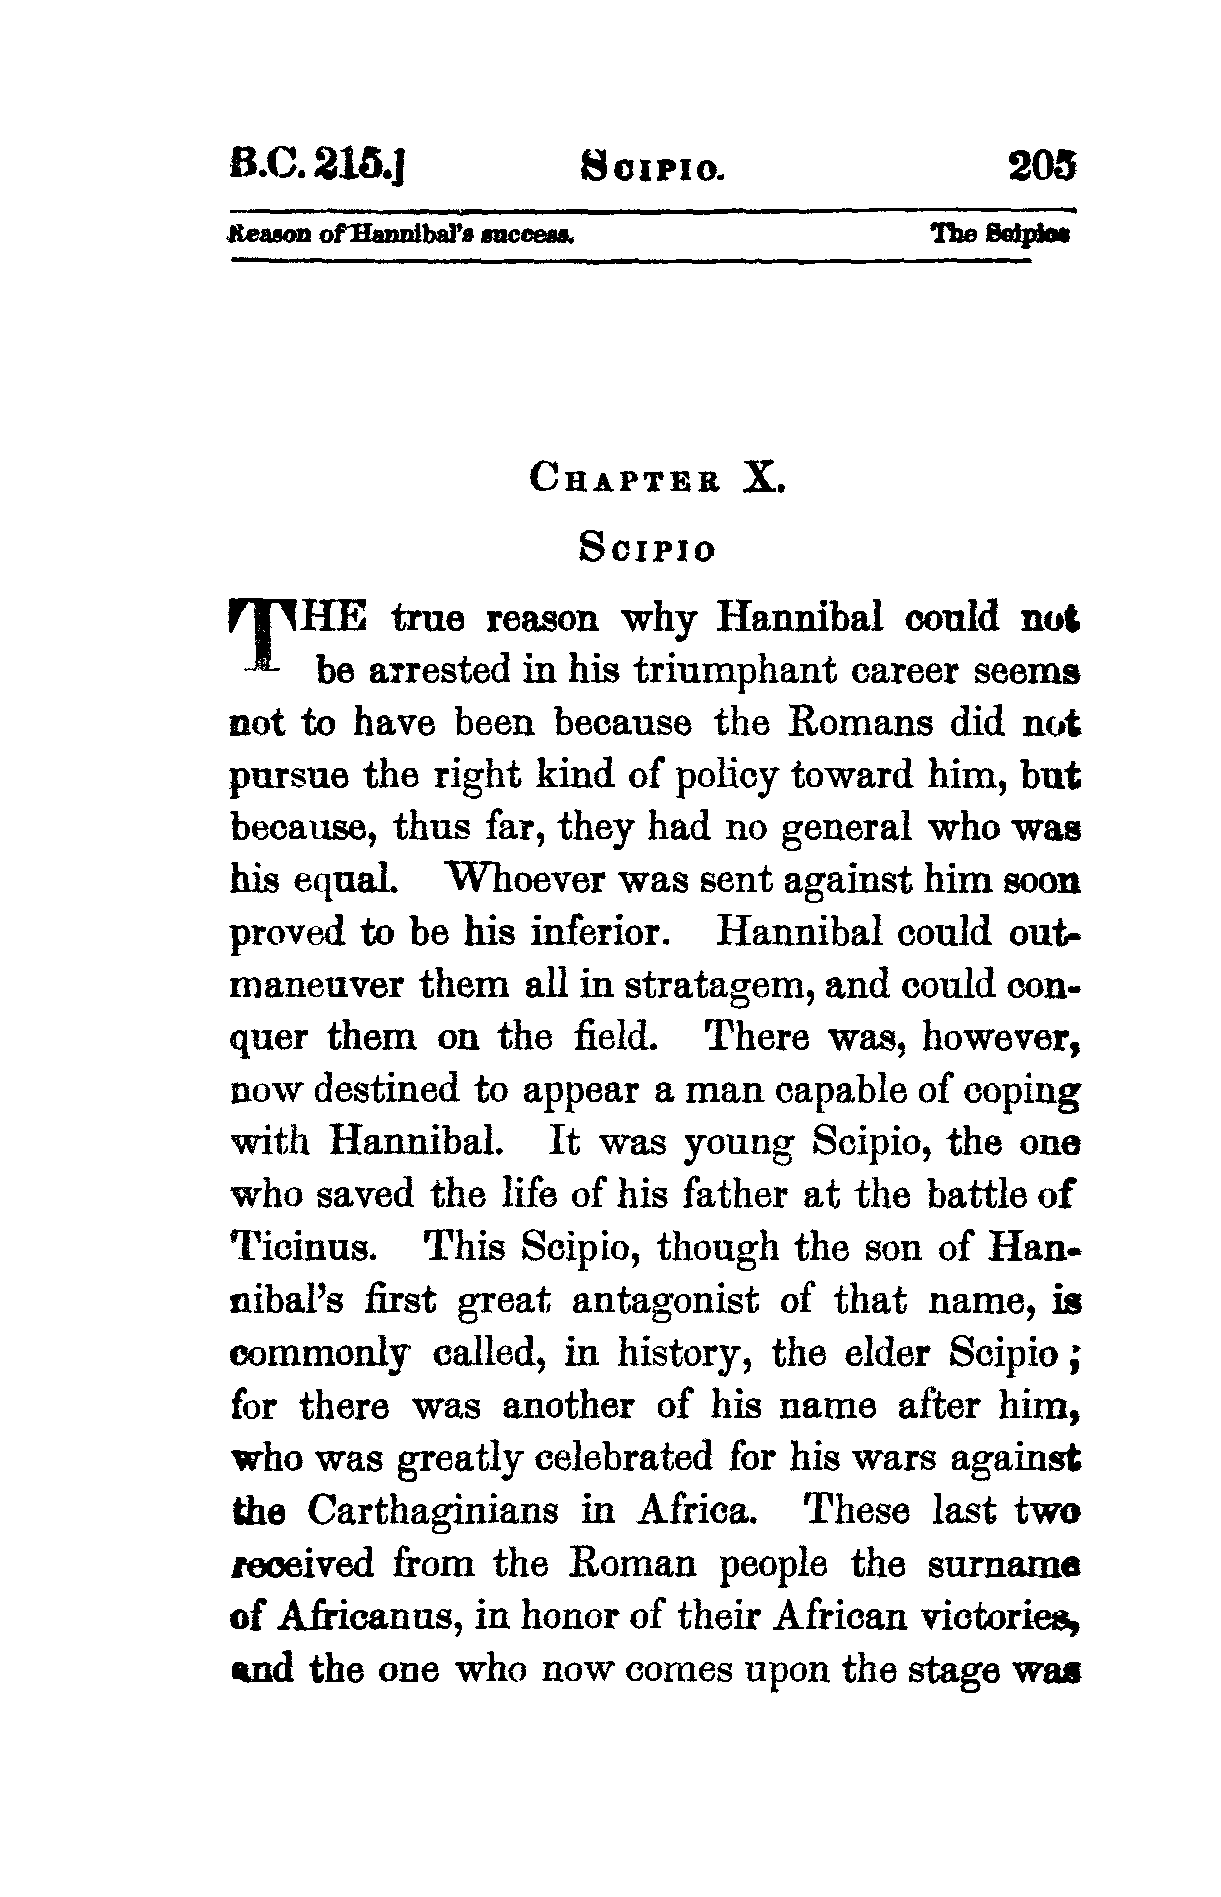 B.C. 215.] Scipio. 205
Reason of Hannibal's success. The Scipios
Chapter X.
Scipio
THE true reason why Hannibal could not
be arrested in his triumphant career seems
not to have been because the Romans did not
pursue the right kind of policy toward him, but
because, thus far, they had no general who was
his equal. Whoever was sent against him soon
proved to be his inferior. Hannibal could out-
maneuver them all in stratagem, and could con-
quer them on the field. There was, however,
now destined to appear a man capable of coping
with Hannibal. It was young Scipio, the one
who saved the life of his father at the battle of
Ticinus. This Scipio, though the son of Han-
nibal's first great antagonist of that name, is
commonly called, in history, the elder Scipio;
for there was another of his name after him,
who was greatly celebrated for his wars against
the Carthaginians in Africa. These last two
received from the Roman people the surname
of Africanus, in honor of their African victories,
and the one who now comes upon the stage was